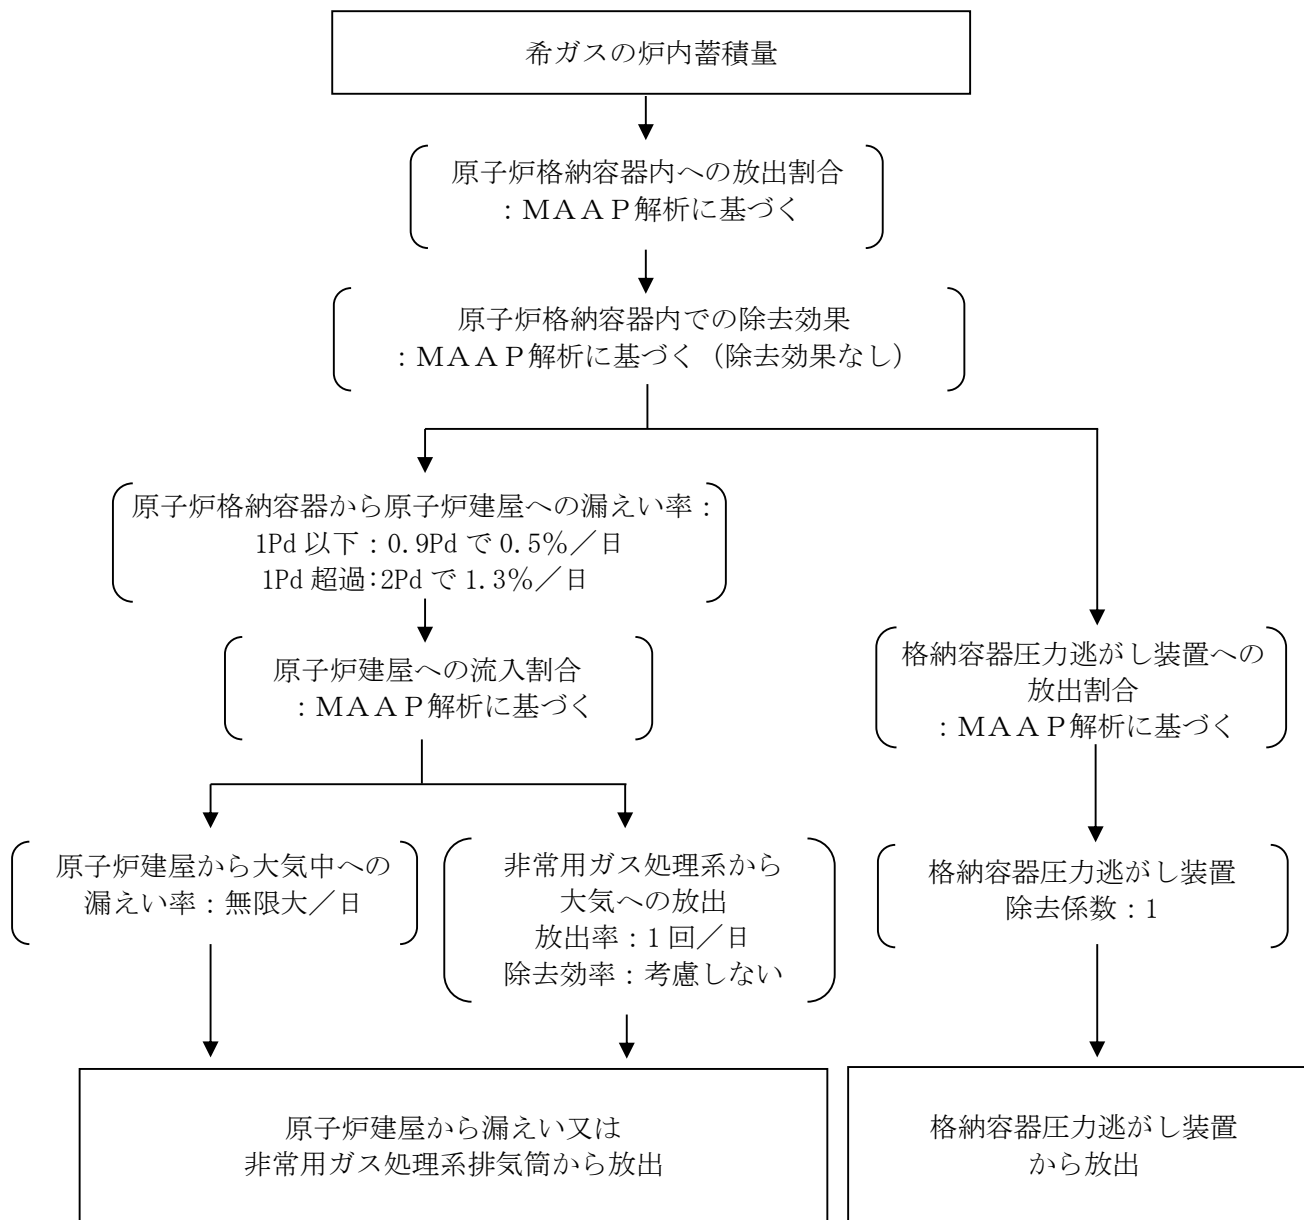 希ガスの炉内蓄積量
原子炉格納容器内への放出割合
：ＭＡＡＰ解析に基づく
原子炉格納容器内での除去効果
：ＭＡＡＰ解析に基づく（除去効果なし）
原子炉格納容器から原子炉建屋への漏えい率：
1Pd 以下：0.9Pd で 0.5％／日
1Pd 超過：2Pd で 1.3％／日
原子炉建屋への流入割合
：ＭＡＡＰ解析に基づく
格納容器圧力逃がし装置への
放出割合
：ＭＡＡＰ解析に基づく
原子炉建屋から大気中への
漏えい率：無限大／日
非常用ガス処理系から
大気への放出
放出率：1 回／日
除去効率：考慮しない
格納容器圧力逃がし装置
除去係数：1
原子炉建屋から漏えい又は
非常用ガス処理系排気筒から放出
格納容器圧力逃がし装置
から放出